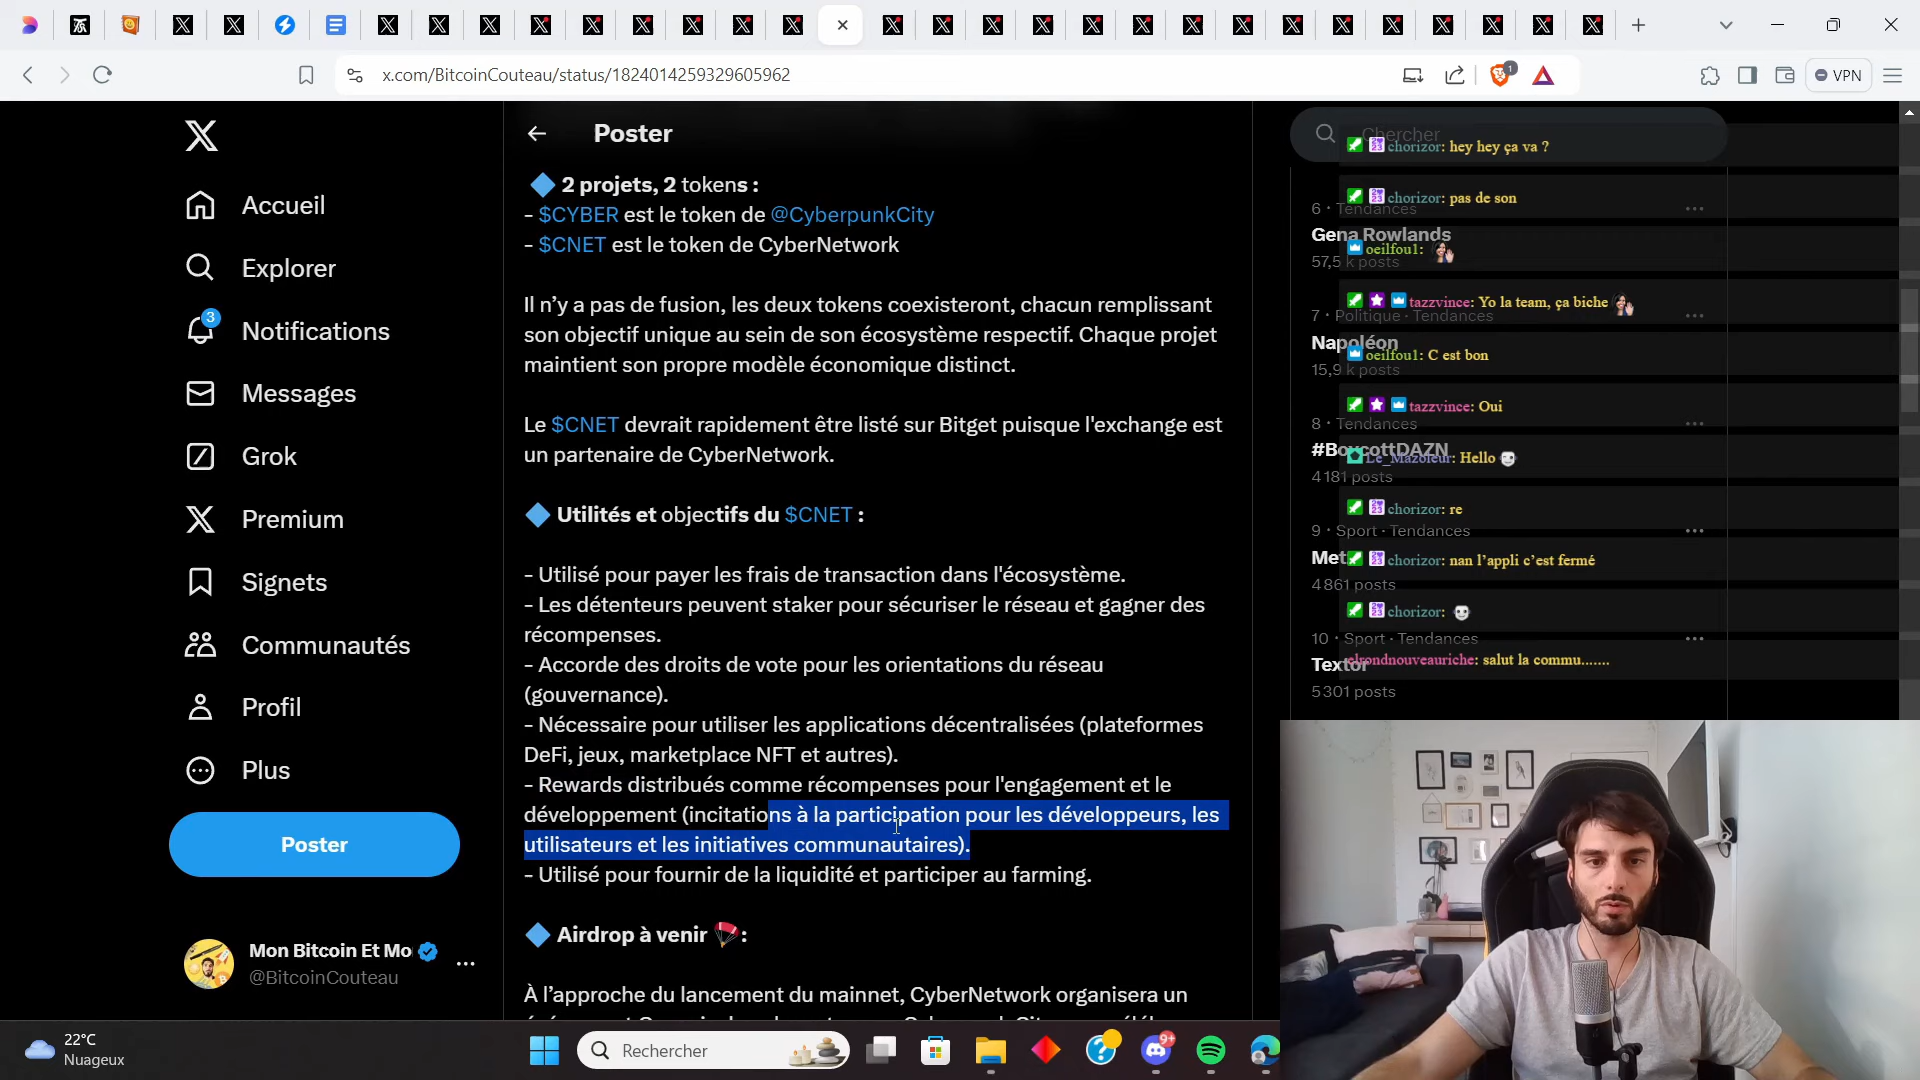 x.com/BitcoinCouteau/status/1824014259329605962
1
VPN
Accueil
Explorer
3
Notifications
Messages
Grok
Premium
Signets
Communautés
Profil
Plus
Poster
Mon Bitcoin Et Mo
@BitcoinCouteau
Poster
2 projets, 2 tokens :
- $CYBER est le token de @CyberpunkCity
- $CNET est le token de CyberNetwork
Il n’y a pas de fusion, les deux tokens coexisteront, chacun remplissant
son objectif unique au sein de son écosystème respectif. Chaque projet
maintient son propre modèle économique distinct.
Le $CNET devrait rapidement être listé sur Bitget puisque l'exchange est
un partenaire de CyberNetwork.
Utilités et objectifs du $CNET :
- Utilisé pour payer les frais de transaction dans l'écosystème.
- Les détenteurs peuvent staker pour sécuriser le réseau et gagner des
récompenses.
- Accorde des droits de vote pour les orientations du réseau
(gouvernance).
- Nécessaire pour utiliser les applications décentralisées (plateformes
DeFi, jeux, marketplace NFT et autres).
- Rewards distribués comme récompenses pour l'engagement et le
développement (incitations à la participation pour les développeurs, les
utilisateurs et les initiatives communautaires).
- Utilisé pour fournir de la liquidité et participer au farming.
Airdrop à venir :
À l’approche du lancement du mainnet, CyberNetwork organisera un
Chercher
chorizor: hey hey ça va ?
chorizor: pas de son
6 · Tendances
Gena Rowlands
oeilfou1:
57,5 k posts
tazzvince: Yo la team, ça biche
7 · Politique · Tendances
Napoléon
oeilfou1: C est bon
15,9 k posts
tazzvince: Oui
8 · Tendances
#BoycottDAZN
Le_Mazoleur: Hello
4 181 posts
chorizor: re
9 · Sport · Tendances
Met
chorizor: nan l’appli c’est fermé
4 861 posts
chorizor:
10 · Sport · Tendances
Textor
elrondnouveauriche: salut la commu.......
5 301 posts
22°C
Nuageux
Rechercher
9+